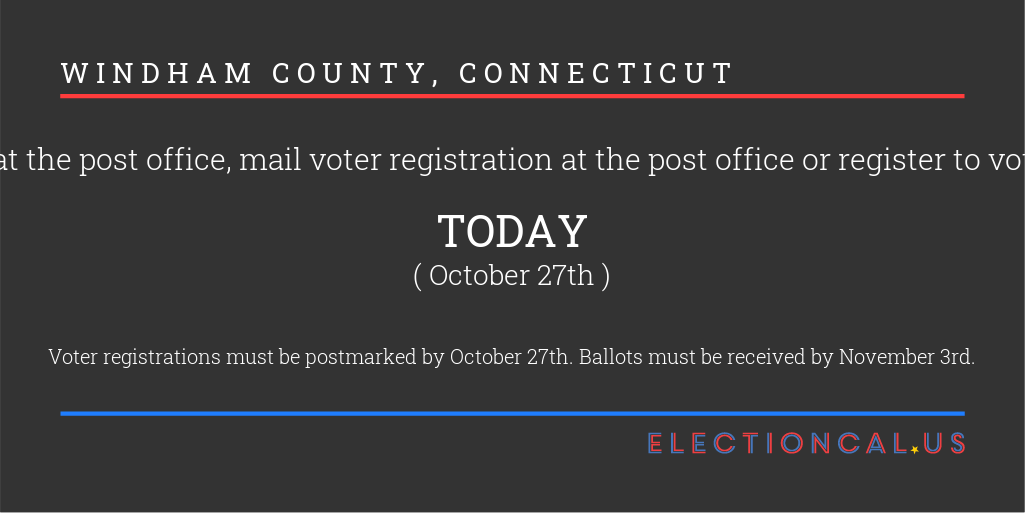 WINDHAM COUNTY, CONNECTICUT
at the post office, mail voter registration at the post office or register to vo
TODAY
( October 27th )
Voter registrations must be postmarked by October 27th. Ballots must be received by November 3rd.
ELECTIONCAL.US